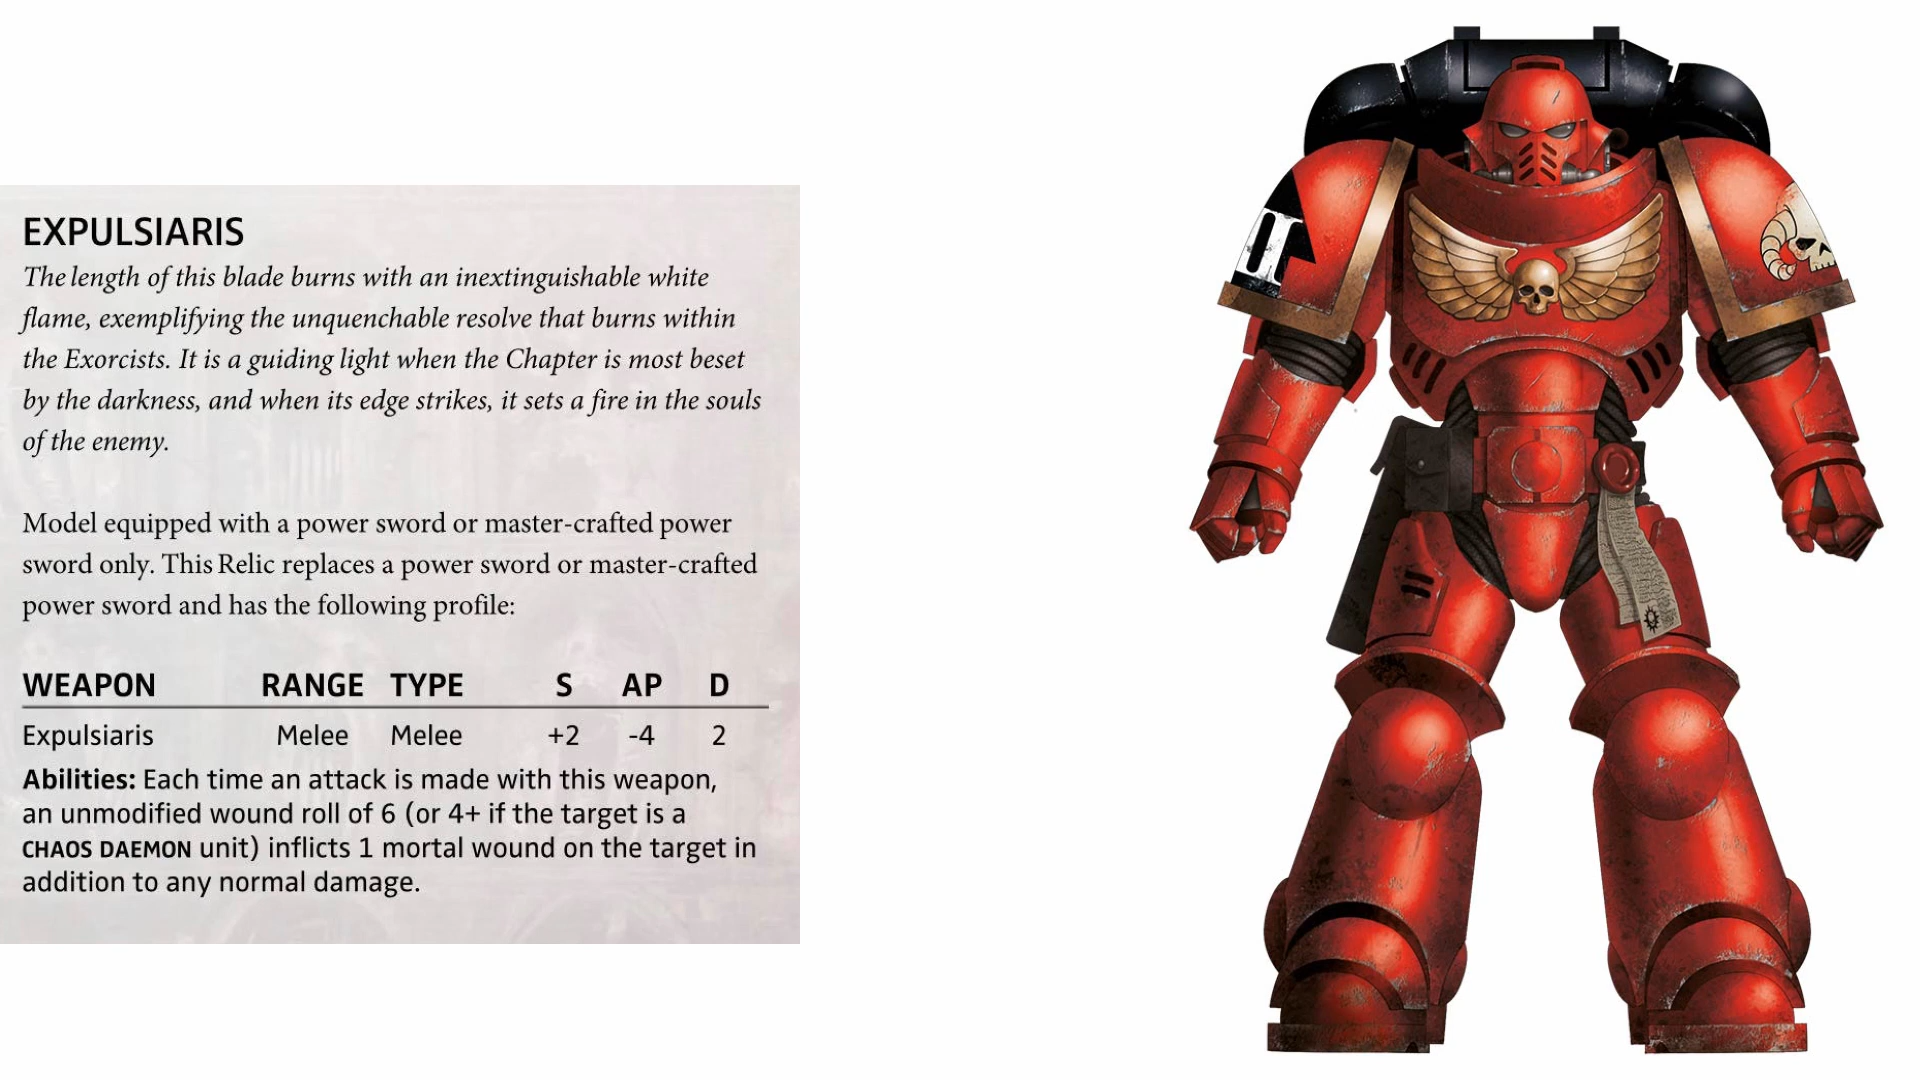 EXPULSIARIS
The length of this blade burns with an inextinguishable white
flame, exemplifying the unquenchable resolve that burns within
the Exorcists. It is a guiding light when the Chapter is most beset
by the darkness, and when its edge strikes, it sets a fire in the souls
of the enemy.
Model equipped with a power sword or master-crafted power
sword only. This Relic replaces a power sword or master-crafted
power sword and has the following profile:
WEAPON RANGE TYPE S AP D
Expulsiaris Melee Melee +2 -4 2
Abilities: Each time an attack is made with this weapon,
an unmodified wound roll of 6 (or 4+ if the target is a
CHAOS DAEMON unit) inflicts 1 mortal wound on the target in
addition to any normal damage.